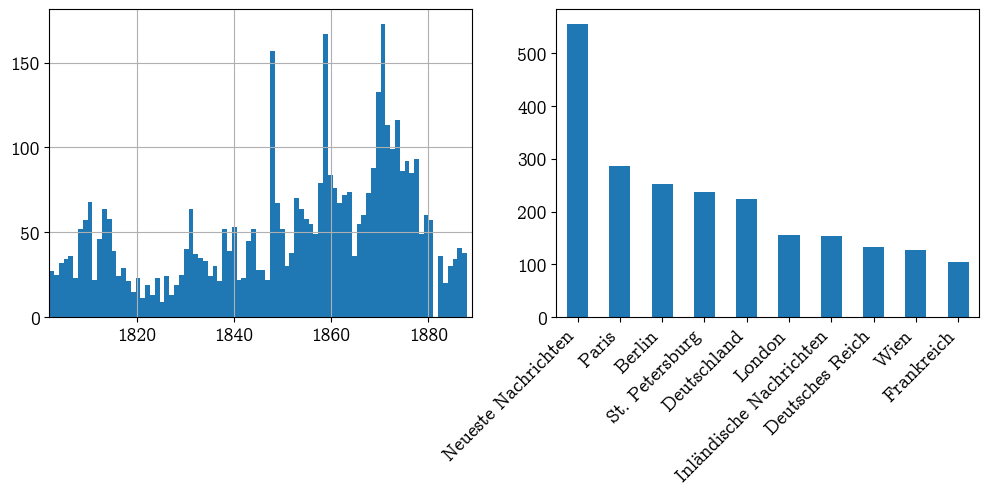 150
100
50
0
1820 1840 1860 1880
500
400
300
200
100
0
Neueste Nachrichten
Paris
Berlin
St. Petersburg
Deutschland
London
Inländische Nachrichten
Deutsches Reich
Wien
Frankreich